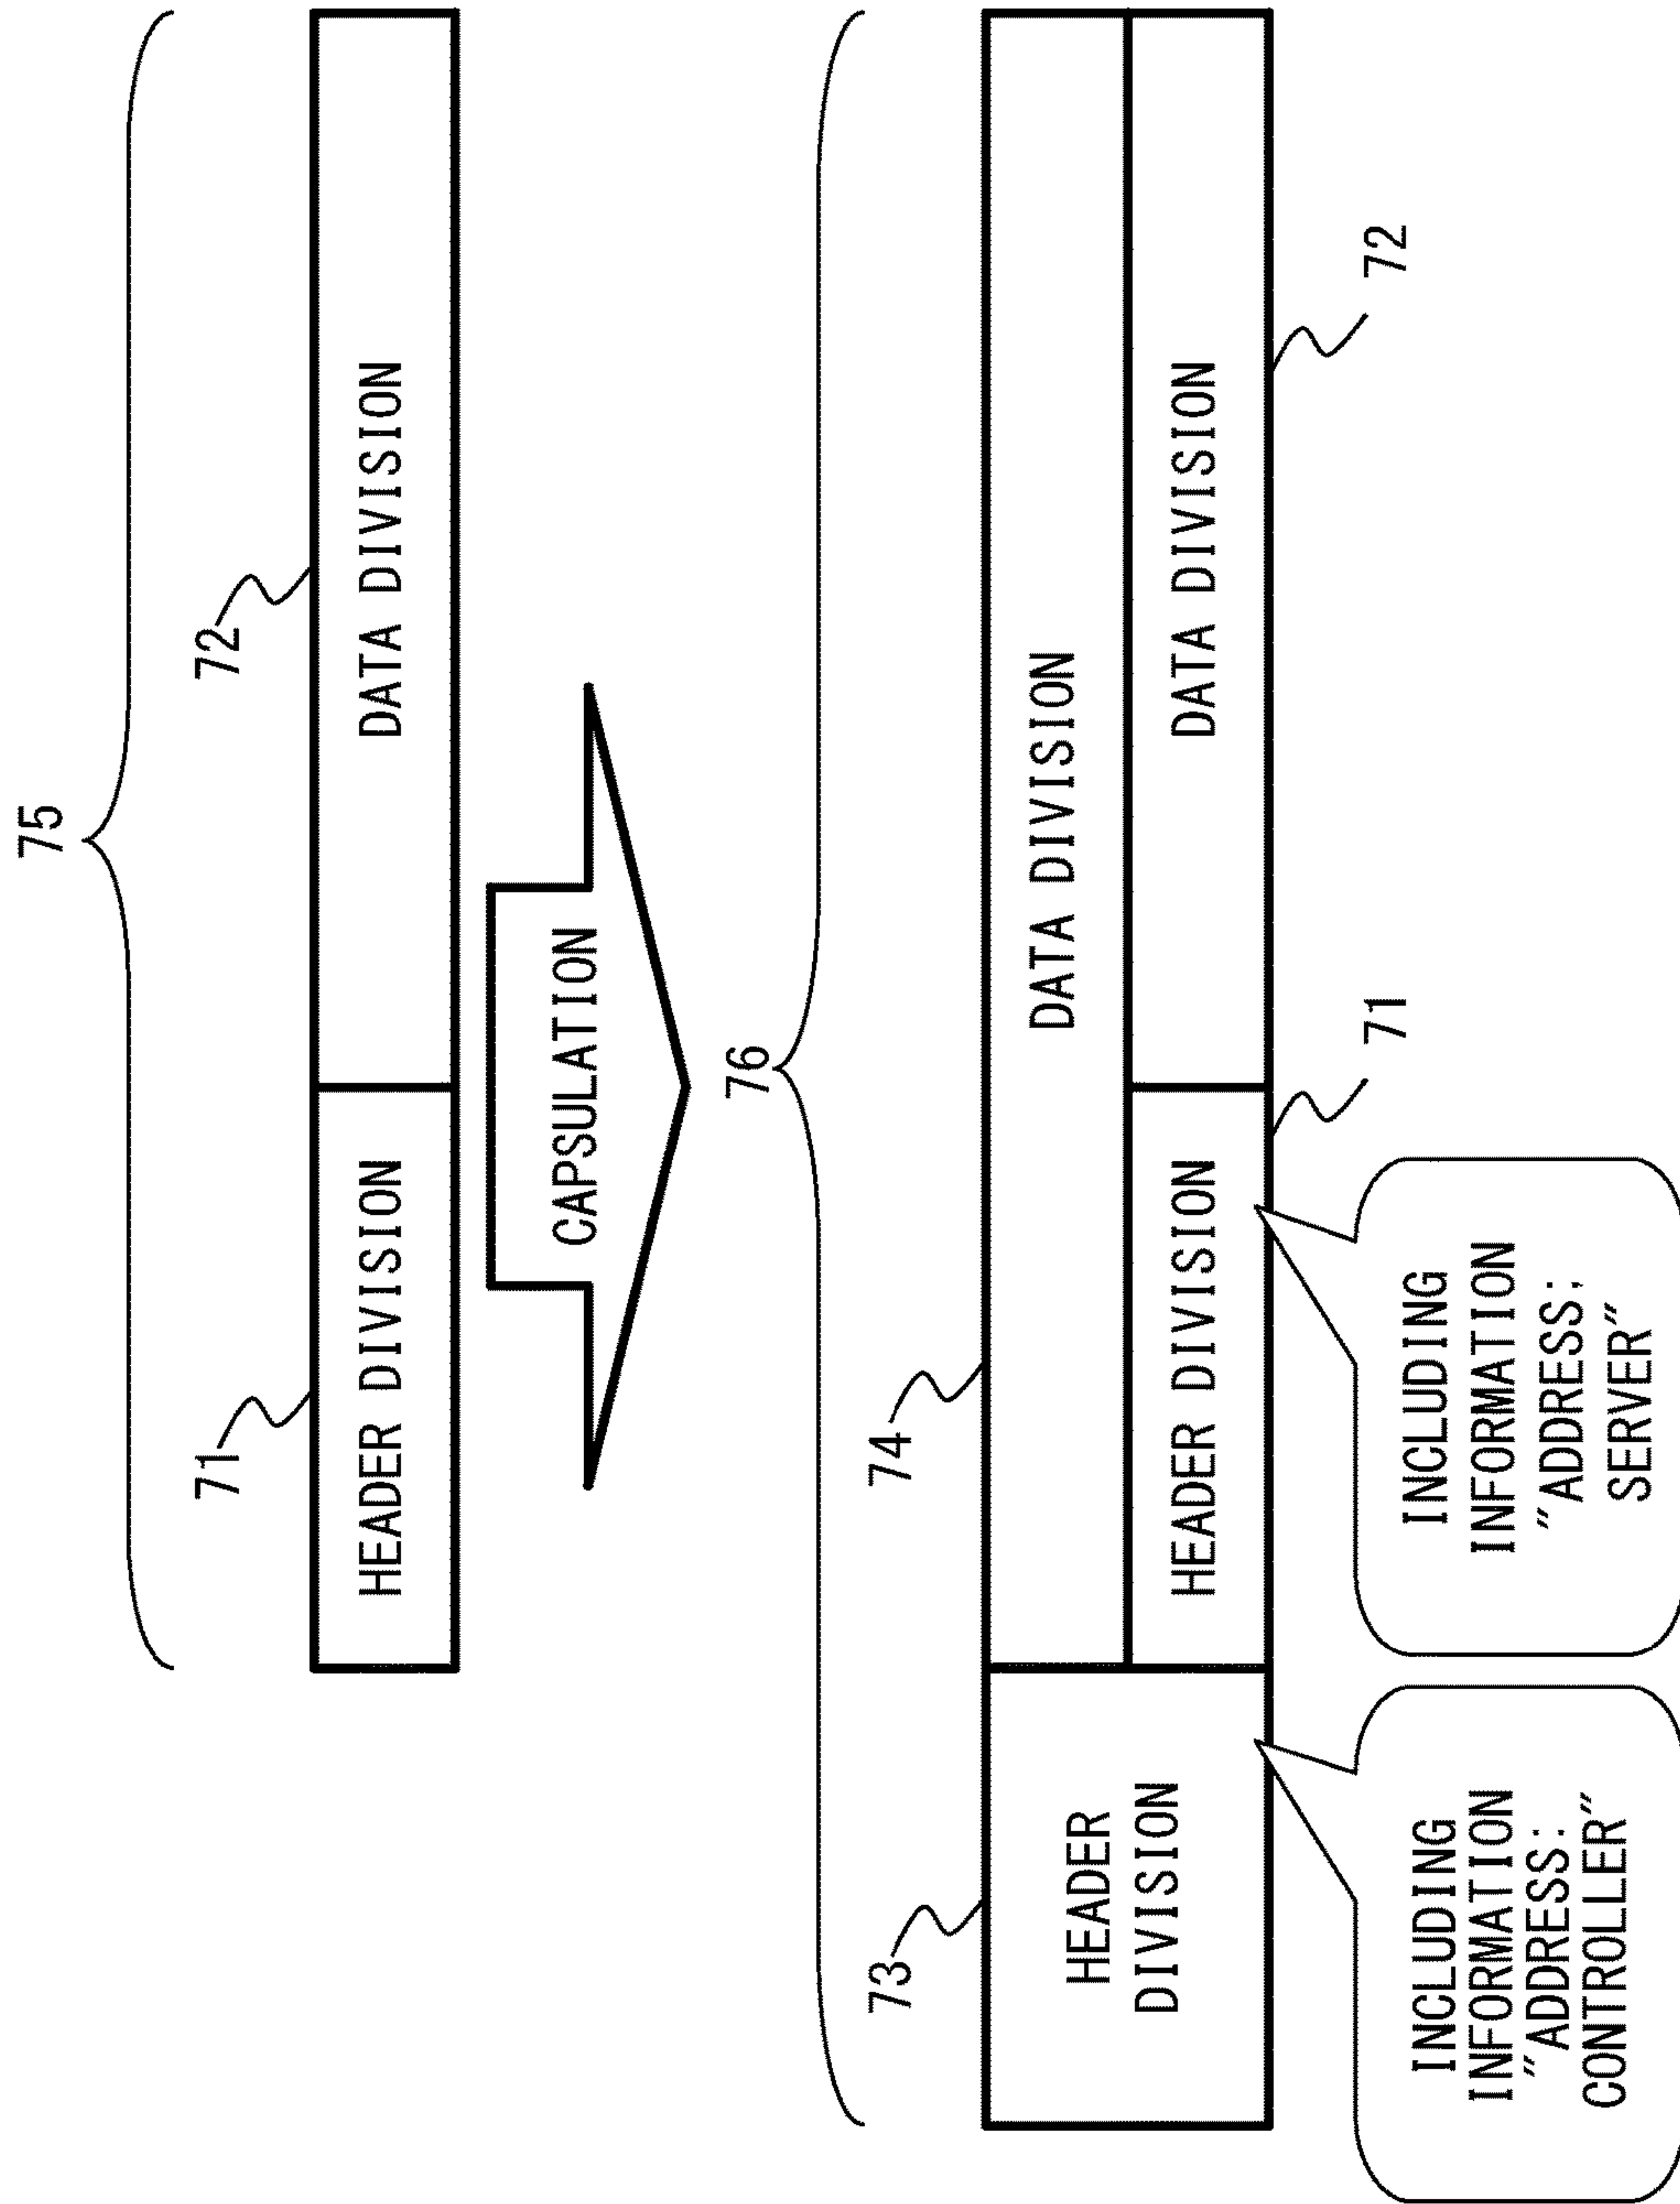 75
71
72
HEADER DIVISION
DATA DIVISION
CAPSULATION
76
73
74
HEADER
DIVISION
DATA DIVISION
HEADER DIVISION
DATA DIVISION
71
72
INCLUDING
INFORMATION
"ADDRESS:
CONTROLLER"
INCLUDING
INFORMATION
"ADDRESS:
SERVER"